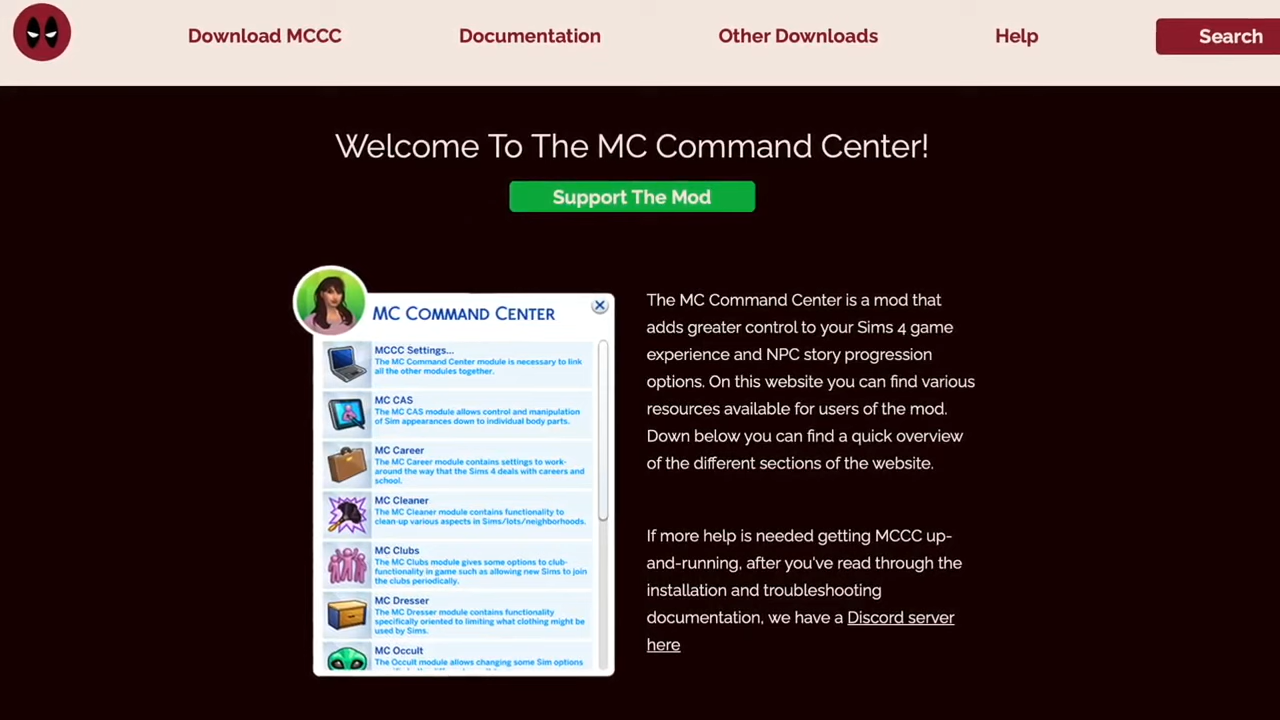 Download MCCC
Documentation
Other Downloads
Help
Search
Welcome To The MC Command Center!
Support The Mod
MC COMMAND CENTER
MCCC Settings...
The MC Command Center module is necessary to link
all the other modules together.
MC CAS
The MC CAS module allows control and manipulation
of Sim appearances down to individual body parts.
MC Career
The MC Career module contains settings to work-
around the way that the Sims 4 deals with careers and
school.
MC Cleaner
The MC Cleaner module contains functionality to
clean-up various aspects in Sims/lots/neighborhoods.
MC Clubs
The MC Clubs module gives some options to club-
functionality in game such as allowing new Sims to join
the clubs periodically.
MC Dresser
The MC Dresser module contains functionality
specifically oriented to limiting what clothing might be
used by Sims.
MC Occult
The Occult module allows changing some Sim options
The MC Command Center is a mod that
adds greater control to your Sims 4 game
experience and NPC story progression
options. On this website you can find various
resources available for users of the mod.
Down below you can find a quick overview
of the different sections of the website.
If more help is needed getting MCCC up-
and-running, after you've read through the
installation and troubleshooting
documentation, we have a Discord server
here